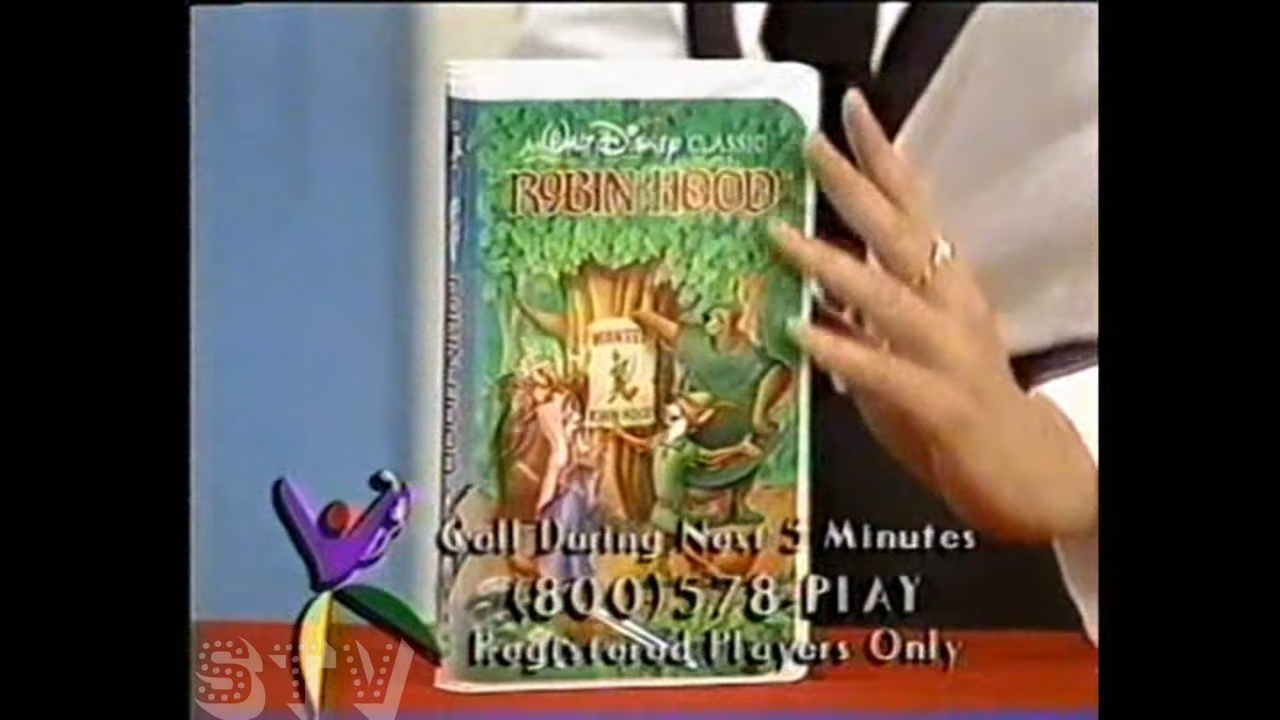 A Walt Disney CLASSIC
ROBIN HOOD
WANTED
ROBIN HOOD
Call During Next 5 Minutes
(800)578-PLAY
Registered Players Only
STV